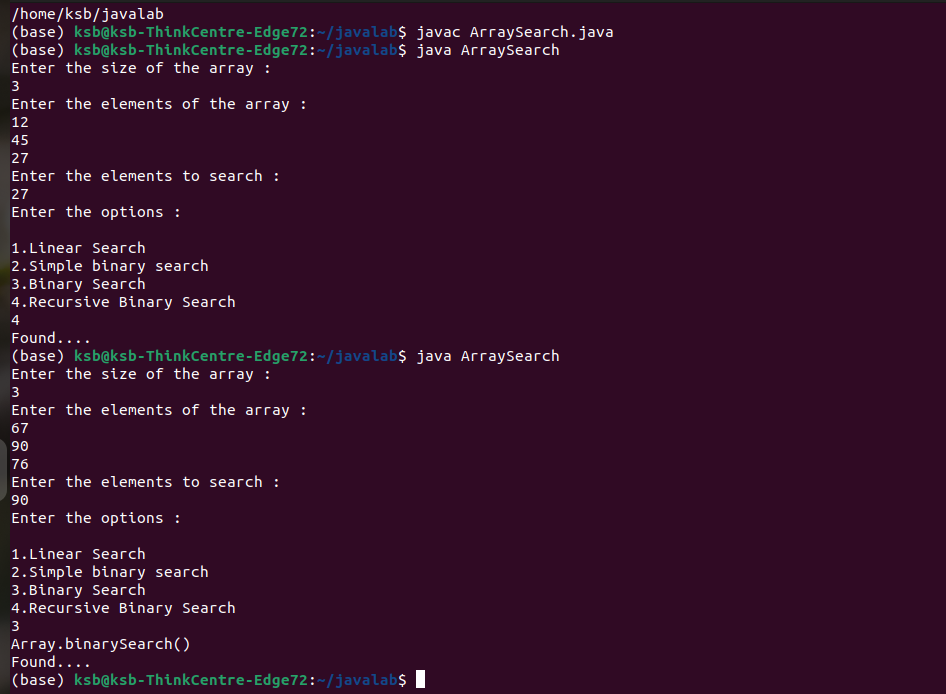 /home/ksb/javalab
(base) ksb@ksb-ThinkCentre-Edge72:~/javalab$ javac ArraySearch.java
(base) ksb@ksb-ThinkCentre-Edge72:~/javalab$ java ArraySearch
Enter the size of the array :
3
Enter the elements of the array :
12
45
27
Enter the elements to search :
27
Enter the options :

1.Linear Search
2.Simple binary search
3.Binary Search
4.Recursive Binary Search
4
Found....
(base) ksb@ksb-ThinkCentre-Edge72:~/javalab$ java ArraySearch
Enter the size of the array :
3
Enter the elements of the array :
67
90
76
Enter the elements to search :
90
Enter the options :

1.Linear Search
2.Simple binary search
3.Binary Search
4.Recursive Binary Search
3
Array.binarySearch()
Found....
(base) ksb@ksb-ThinkCentre-Edge72:~/javalab$